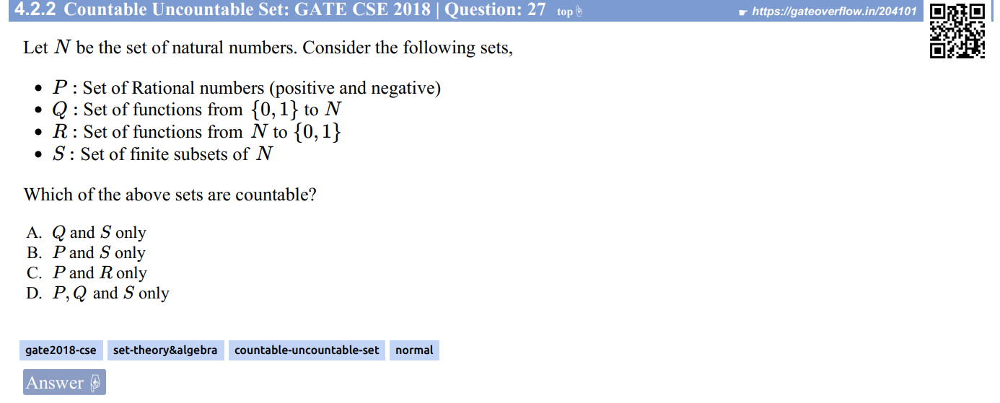 4.2.2 Countable Uncountable Set: GATE CSE 2018 | Question: 27 top☟ ☛ https://gateoverflow.in/204101
Let N be the set of natural numbers. Consider the following sets,
• P : Set of Rational numbers (positive and negative)
• Q : Set of functions from {0, 1} to N
• R : Set of functions from N to {0, 1}
• S : Set of finite subsets of N
Which of the above sets are countable?
A. Q and S only
B. P and S only
C. P and R only
D. P, Q and S only
gate2018-cse set-theory&algebra countable-uncountable-set normal
Answer ☟